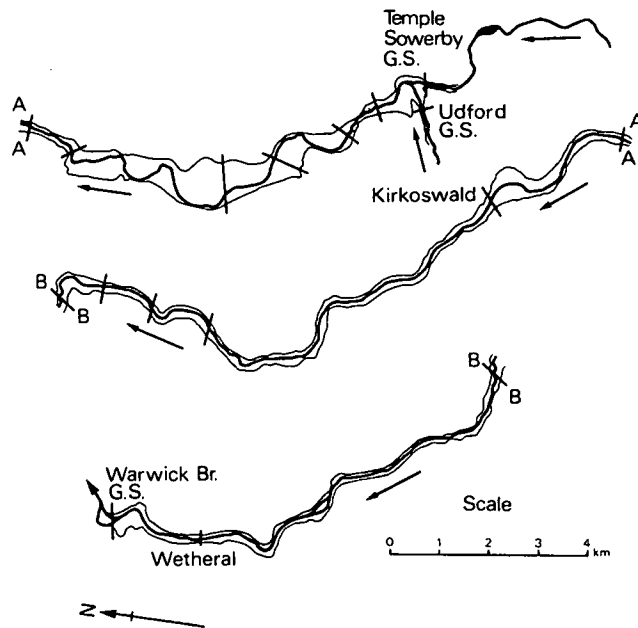 Temple
Sowerby
G.S.
A
A
Udford
G.S.
A
A
Kirkoswald
B
B
B
B
Warwick Br.
G.S.
Scale
Wetheral
0 1 2 3 4
km
N